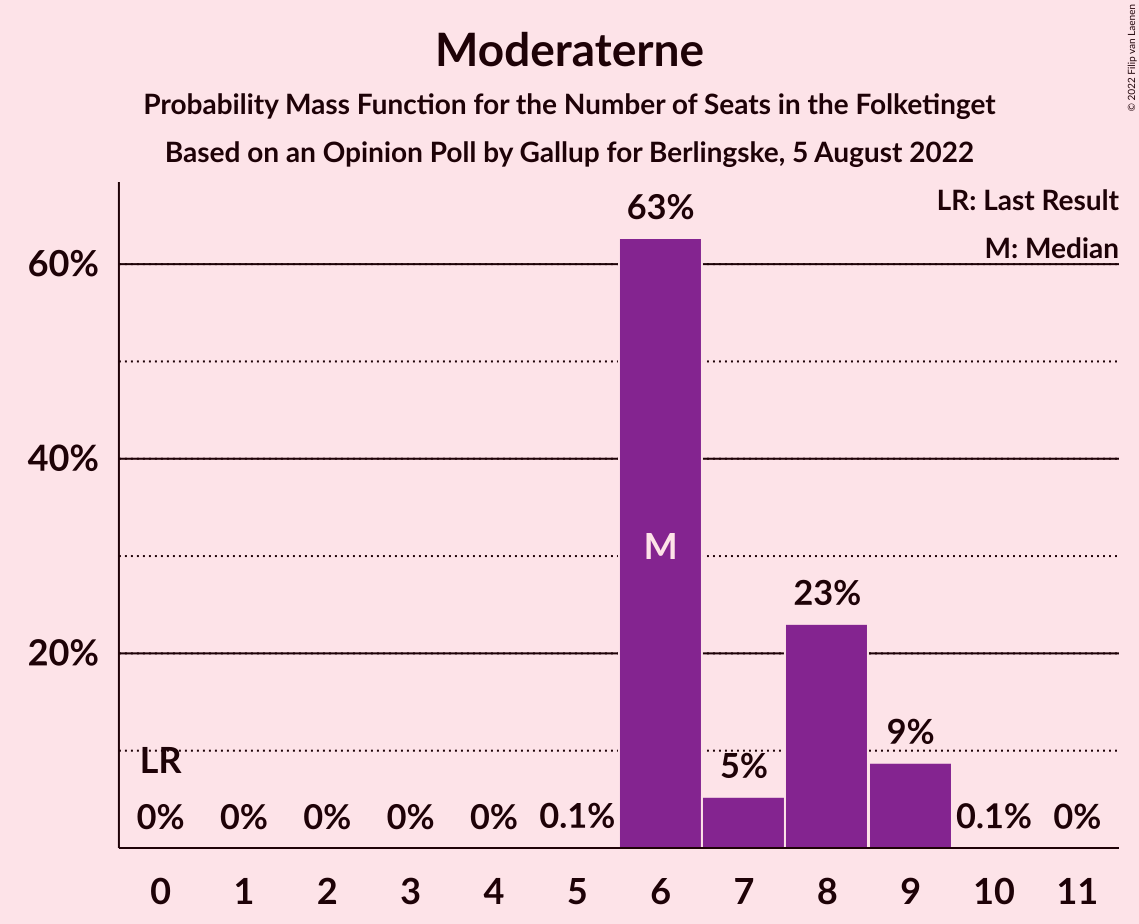 Moderaterne
Probability Mass Function for the Number of Seats in the Folketinget
Based on an Opinion Poll by Gallup for Berlingske, 5 August 2022
© 2022 Filip van Laenen
LR: Last Result
M: Median
63%
60%
40%
M
23%
20%
9%
LR
5%
0% 0% 0% 0% 0% 0.1% 0.1% 0%
0 1 2 3 4 5 6 7 8 9 10 11